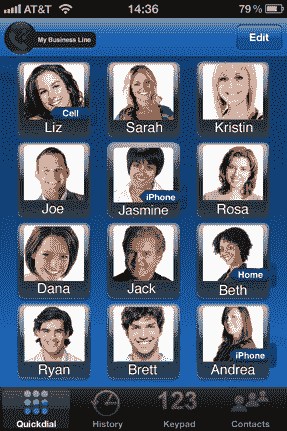 AT&T 14:36 79 %
My Business Line Edit
Cell
Liz Sarah Kristin
iPhone
Joe Jasmine Rosa
Home
Dana Jack Beth
iPhone
Ryan Brett Andrea
123
Quickdial History Keypad Contacts